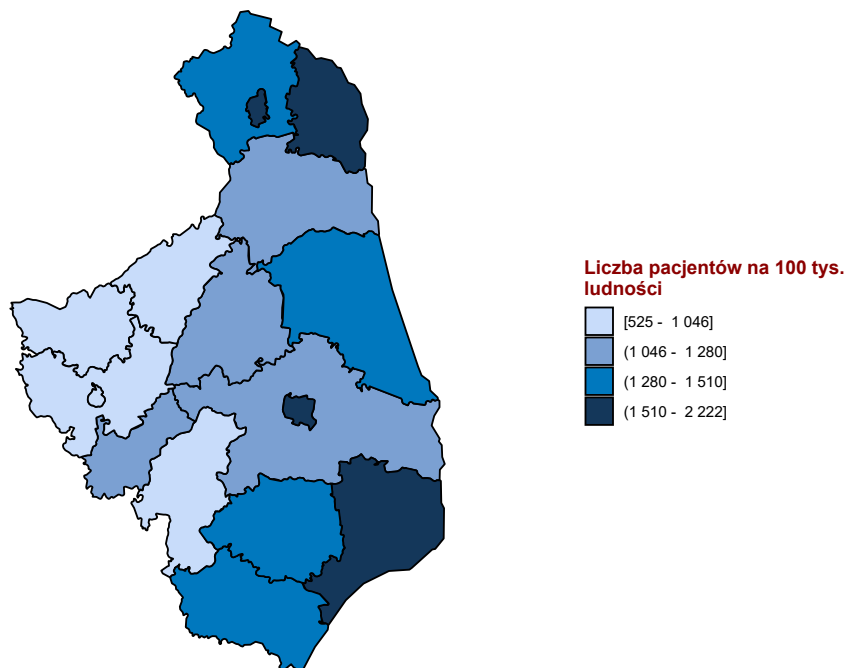 Liczba pacjentów na 100 tys.
ludności
[525 - 1 046]
(1 046 - 1 280]
(1 280 - 1 510]
(1 510 - 2 222]